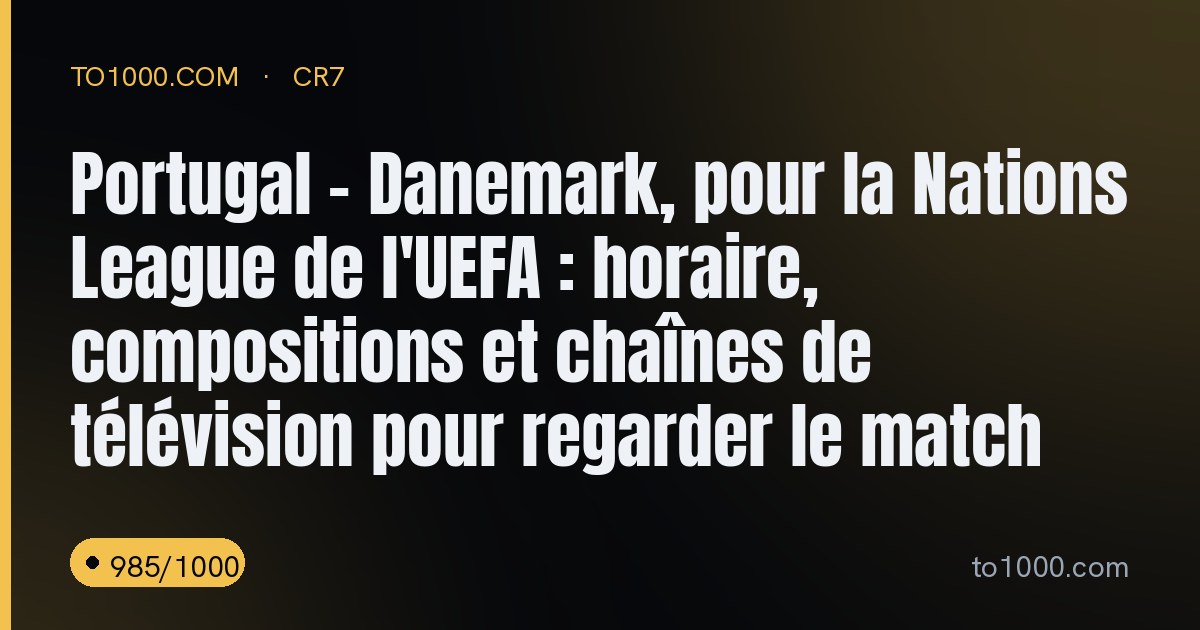 TO1000.COM · CR7
Portugal - Danemark, pour la Nations
League de l'UEFA : horaire,
compositions et chaînes de
télévision pour regarder le match
985/1000
to1000.com